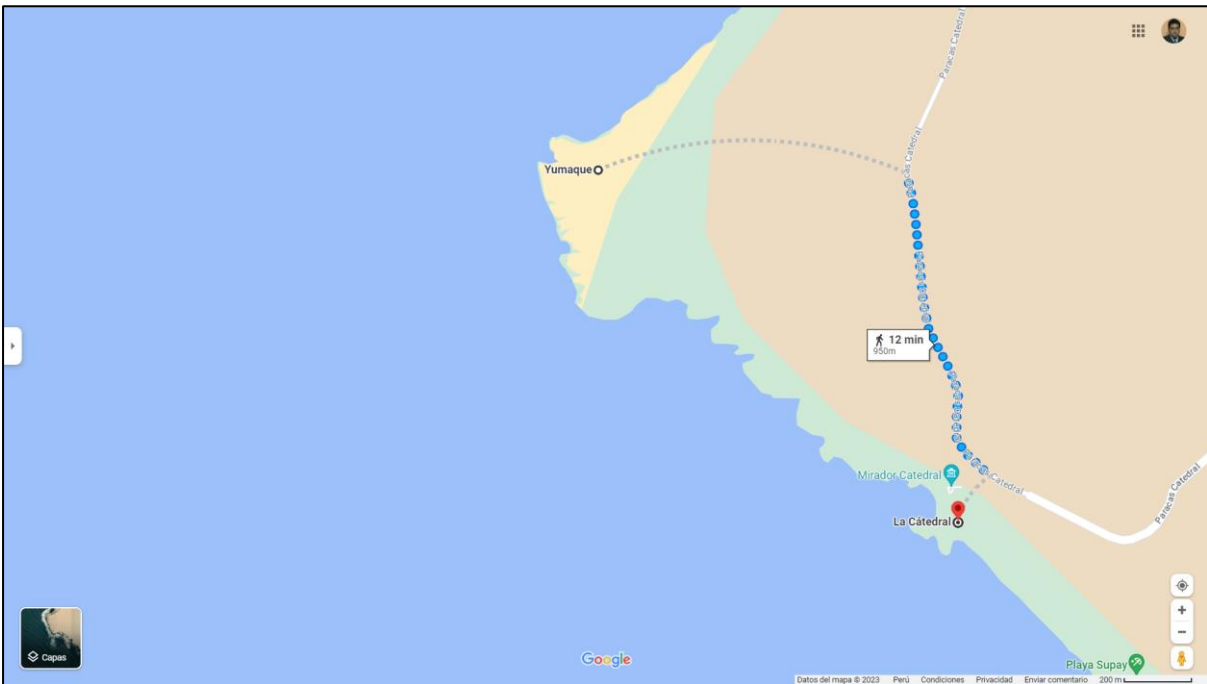 Paracas Catedral
Yumaque
cas Catedral
12 min
950m
Mirador Catedral
Catedral
La Cátedral
Paracas Catedral
Capas
Google
Playa Supay
Datos del mapa © 2023 Perú Condiciones Privacidad Enviar comentario 200 m